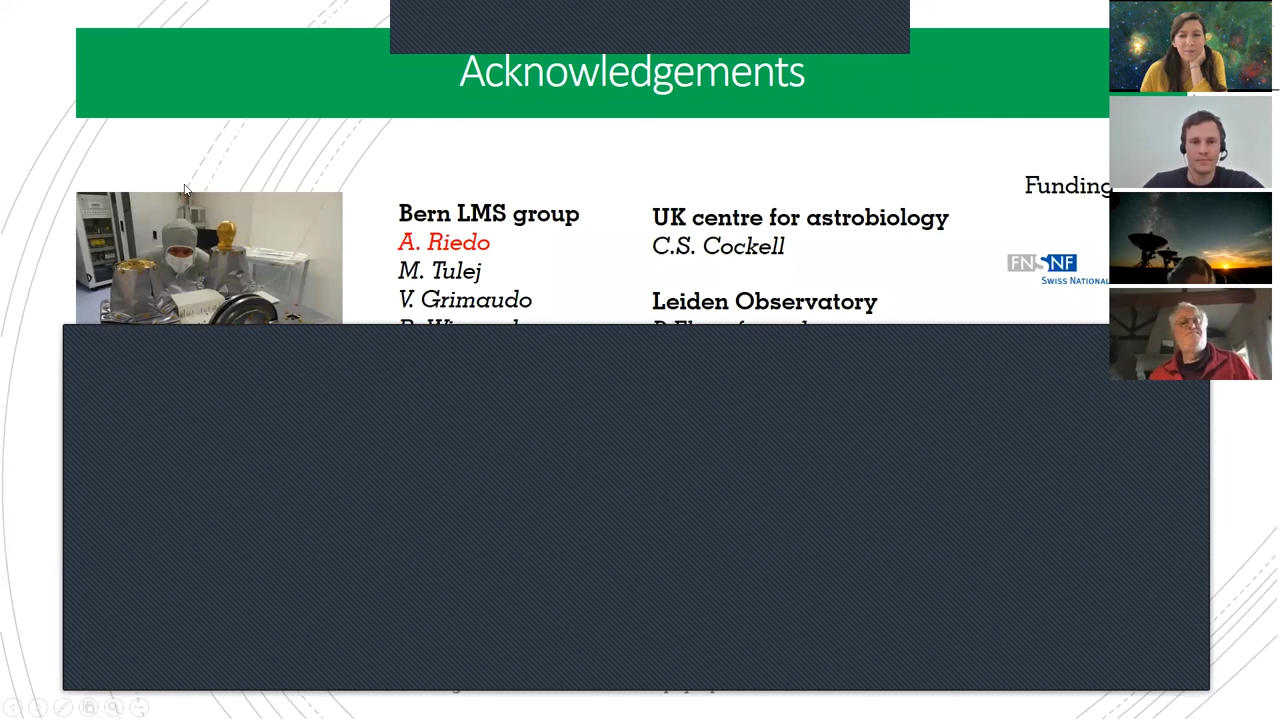 Acknowledgements
Funding
Bern LMS group
A. Riedo
M. Tulej
V. Grimaudo
UK centre for astrobiology
C.S. Cockell
Leiden Observatory
FNSNF
SWISS NATIONAL